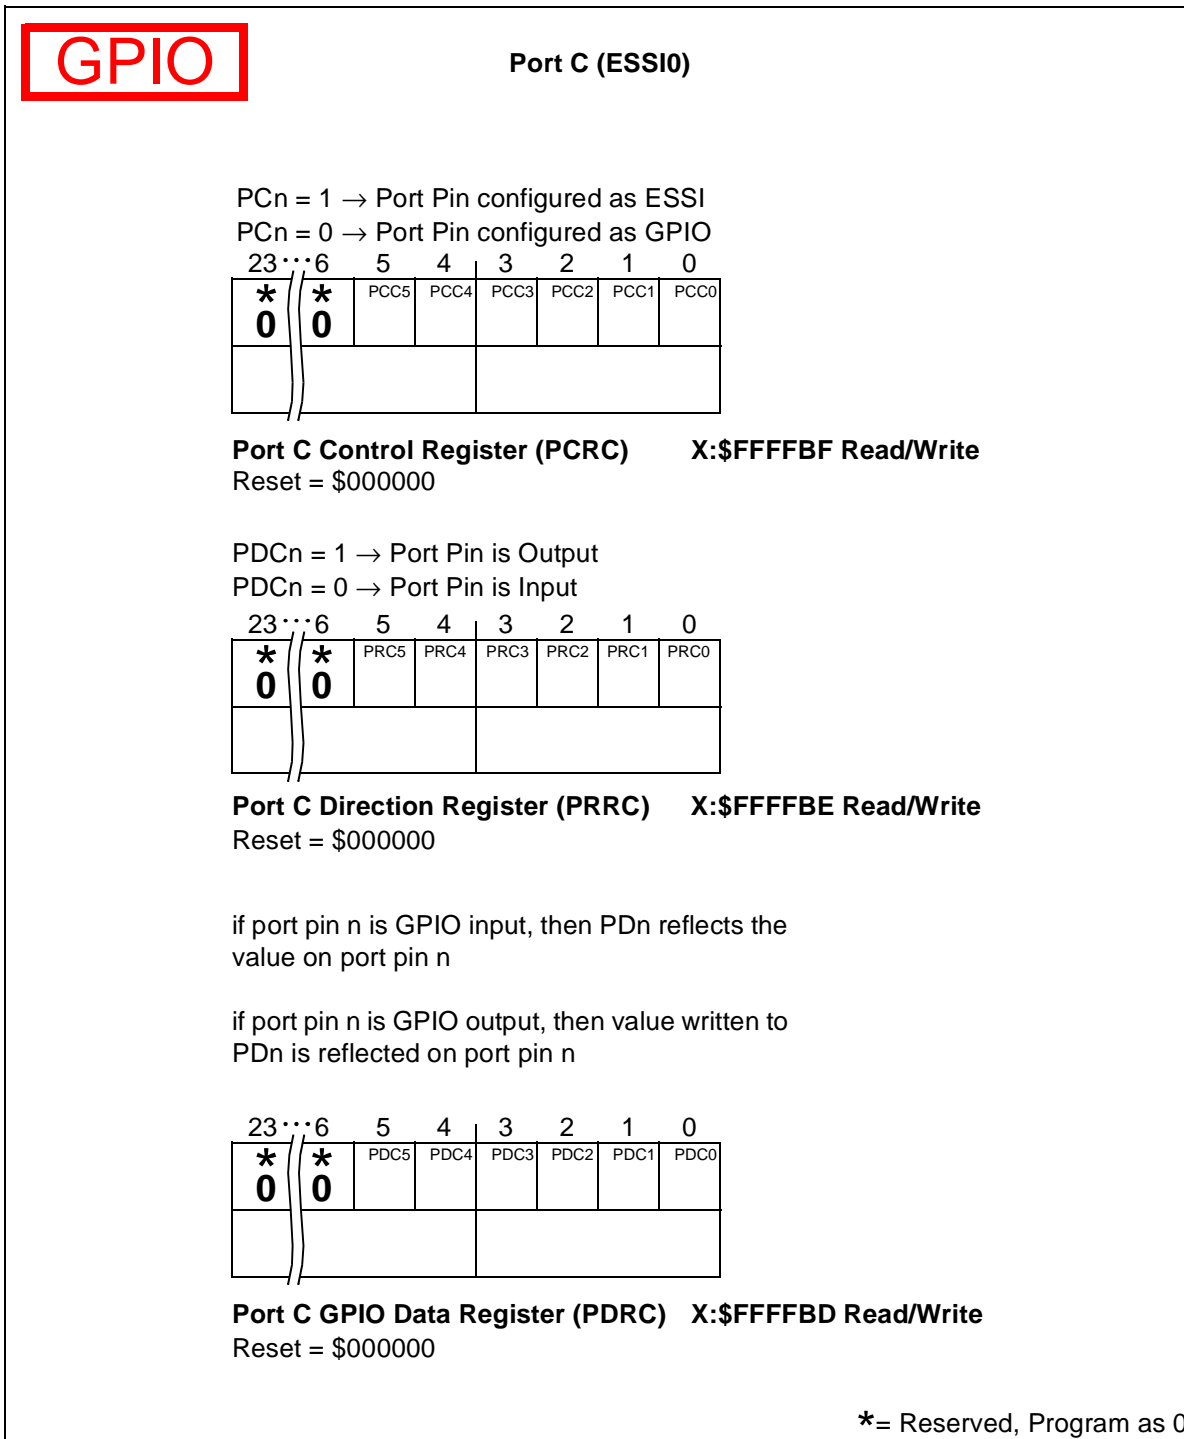 GPIO
Port C (ESSI0)
PCn = 1 → Port Pin configured as ESSI
PCn = 0 → Port Pin configured as GPIO
23 ··· 6 5 4 3 2 1 0
* * PCC5 PCC4 PCC3 PCC2 PCC1 PCC0
0 0
Port C Control Register (PCRC) X:$FFFFBF Read/Write
Reset = $000000
PDCn = 1 → Port Pin is Output
PDCn = 0 → Port Pin is Input
23 ··· 6 5 4 3 2 1 0
* * PRC5 PRC4 PRC3 PRC2 PRC1 PRC0
0 0
Port C Direction Register (PRRC) X:$FFFFBE Read/Write
Reset = $000000
if port pin n is GPIO input, then PDn reflects the
value on port pin n
if port pin n is GPIO output, then value written to
PDn is reflected on port pin n
23 ··· 6 5 4 3 2 1 0
* * PDC5 PDC4 PDC3 PDC2 PDC1 PDC0
0 0
Port C GPIO Data Register (PDRC) X:$FFFFBD Read/Write
Reset = $000000
*= Reserved, Program as 0